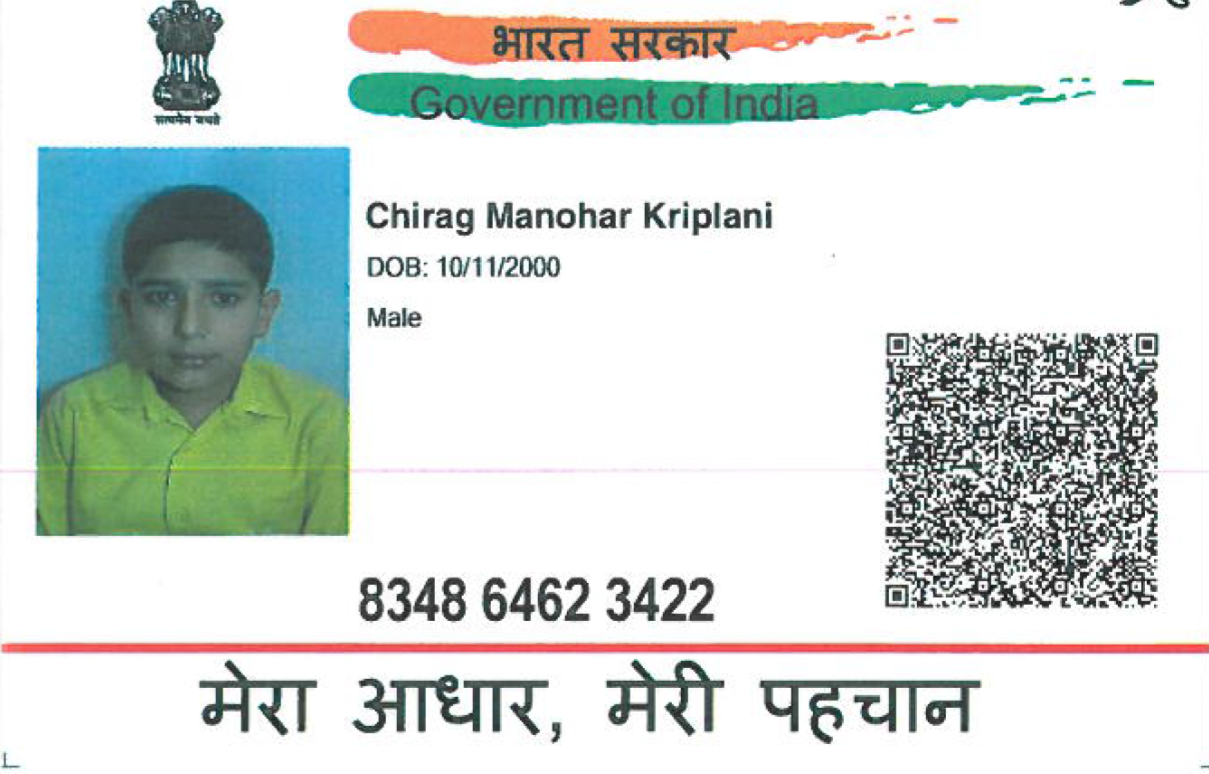 भारत सरकार
Government of India
सत्यमेव जयते
Chirag Manohar Kriplani
DOB: 10/11/2000
Male
8348 6462 3422
मेरा आधार, मेरी पहचान